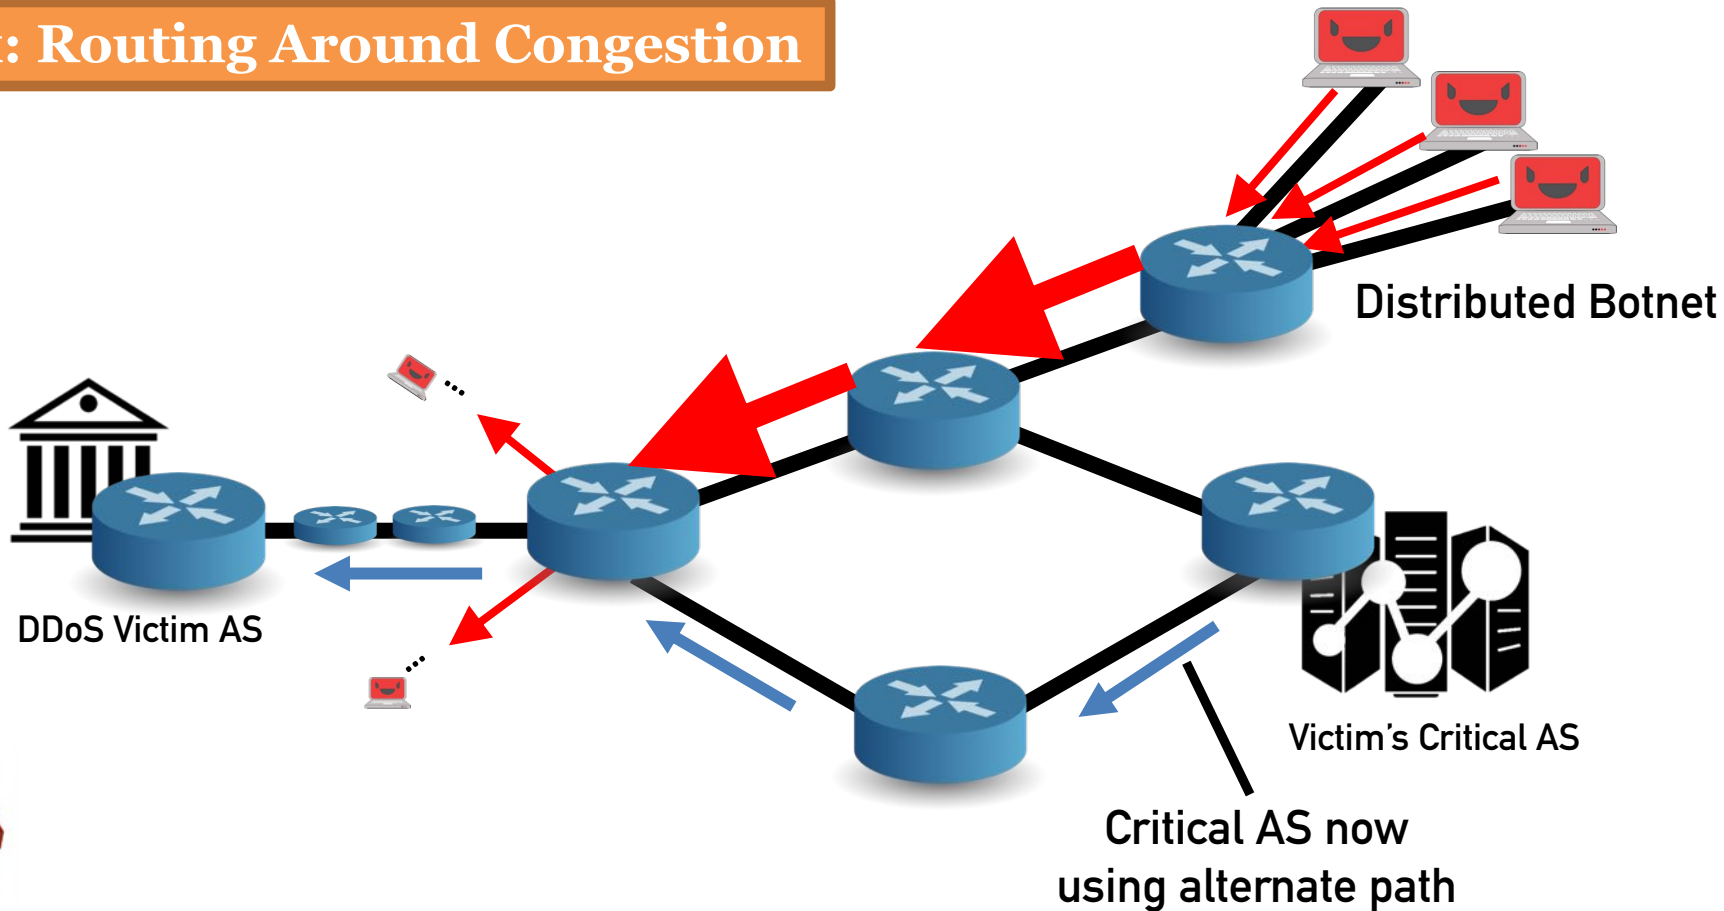 : Routing Around Congestion
Distributed Botnet
DDoS Victim AS
Victim's Critical AS
Critical AS now
using alternate path